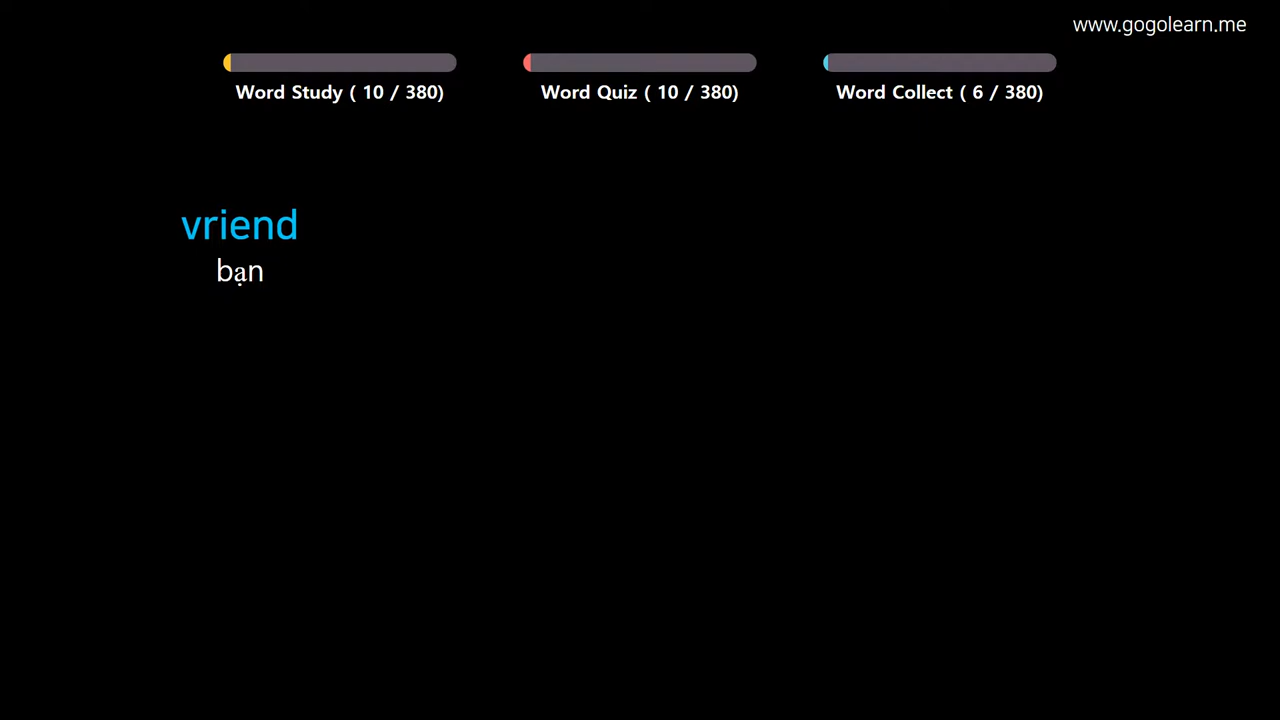 www.gogolearn.me
Word Study ( 10 / 380)
Word Quiz ( 10 / 380)
Word Collect ( 6 / 380)
vriend
bạn